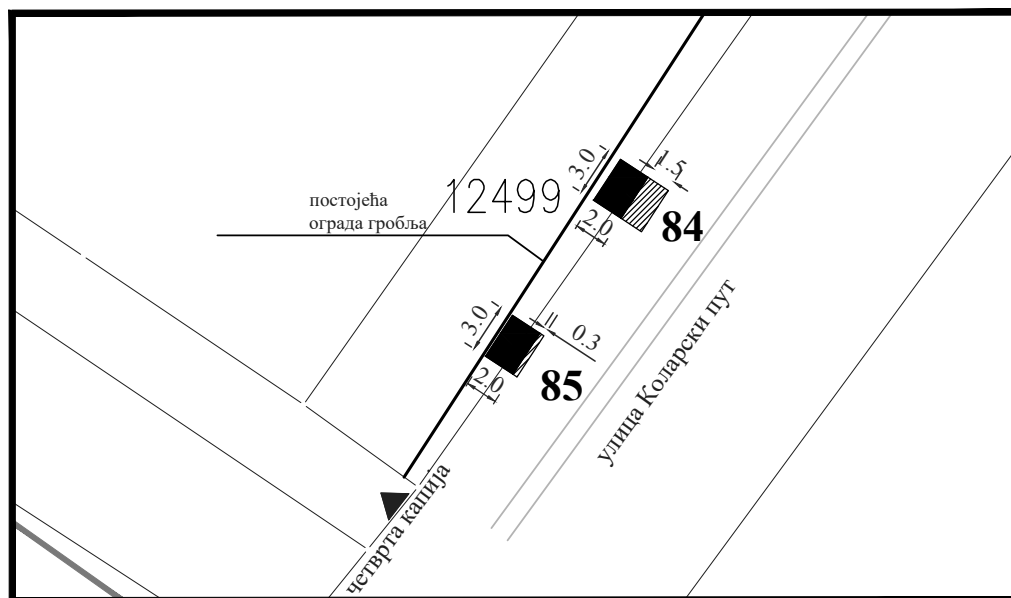 3.0
1.5
постојећа
ограда гробља
12499
2.0
84
3.0
0.3
2.0
85
улица Коларски пут
четврта капија